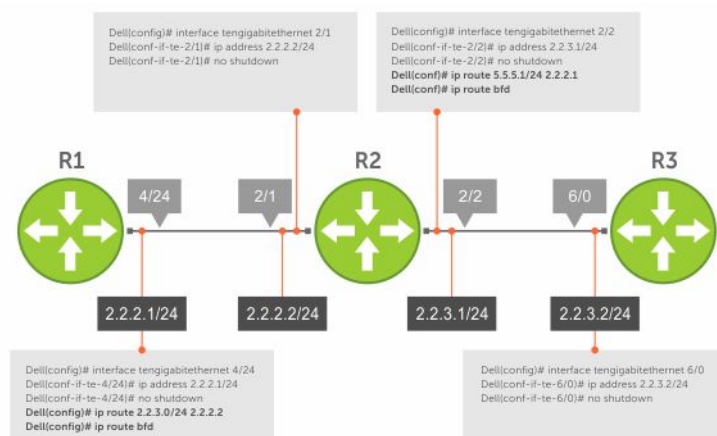 Dell(config)# interface tengigabitethernet 2/1
Dell(conf-if-te-2/1)# ip address 2.2.2.2/24
Dell(conf-if-te-2/1)# no shutdown
Dell(config)# interface tengigabitethernet 2/2
Dell(conf-if-te-2/2)# ip address 2.2.3.1/24
Dell(conf-if-te-2/2)# no shutdown
Dell(conf)# ip route 5.5.5.1/24 2.2.2.1
Dell(conf)# ip route bfd
R1
R2
R3
4/24
2/1
2/2
6/0
2.2.2.1/24
2.2.2.2/24
2.2.3.1/24
2.2.3.2/24
Dell(config)# interface tengigabitethernet 4/24
Dell(conf-if-te-4/24)# ip address 2.2.2.1/24
Dell(conf-if-te-4/24)# no shutdown
Dell(config)# ip route 2.2.3.0/24 2.2.2.2
Dell(config)# ip route bfd
Dell(config)# interface tengigabitethernet 6/0
Dell(conf-if-te-6/0)# ip address 2.2.3.2/24
Dell(conf-if-te-6/0)# no shutdown